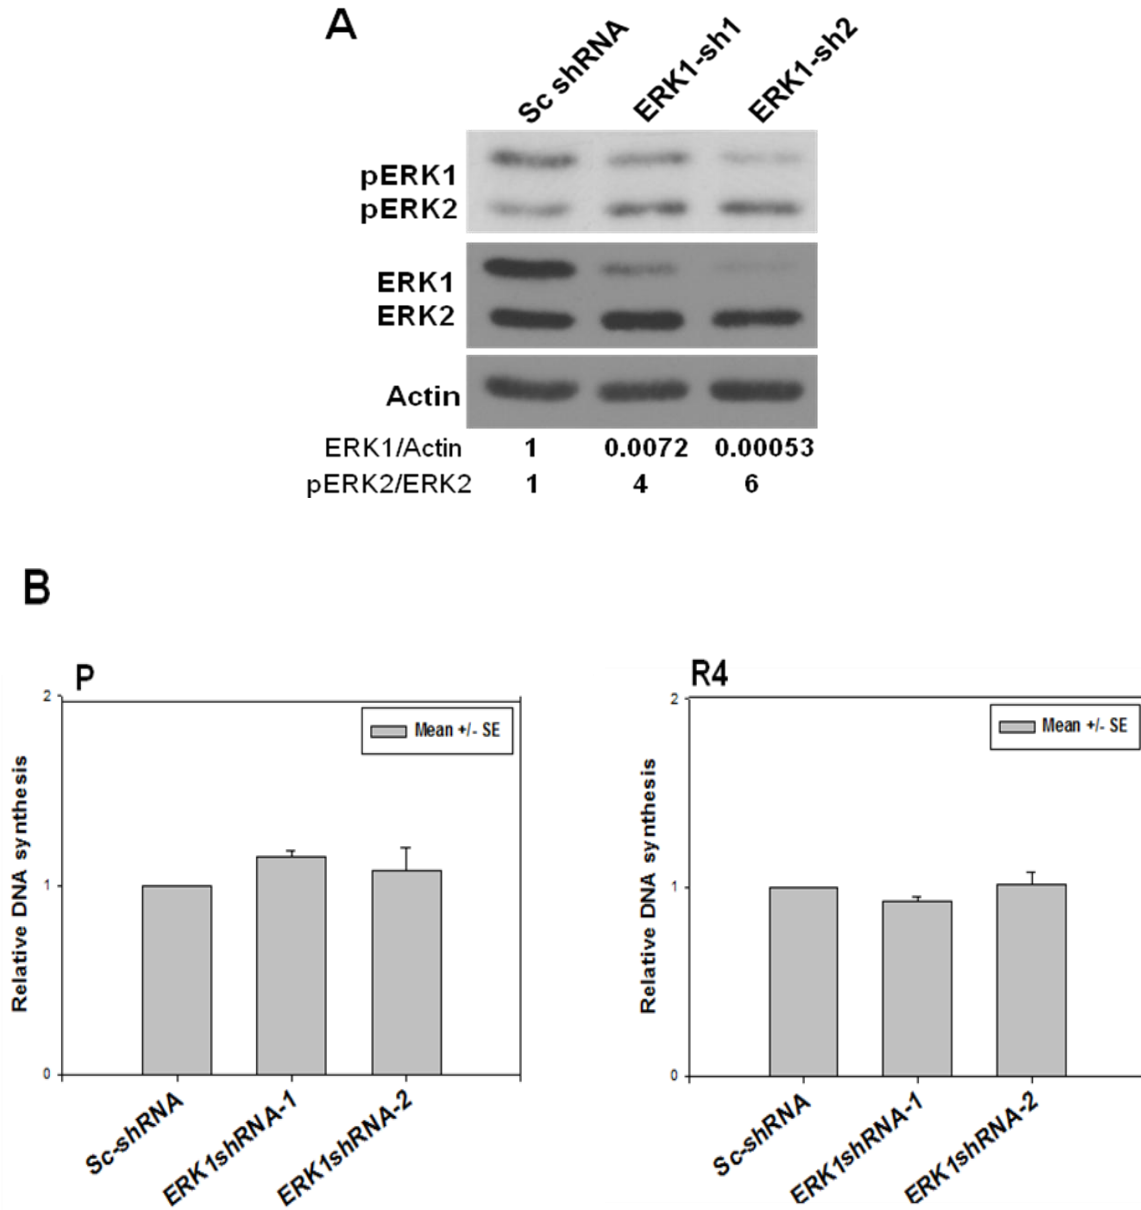 A
Sc shRNA
ERK1-sh1
ERK1-sh2
pERK1
pERK2
ERK1
ERK2
Actin
ERK1/Actin 1 0.0072 0.00053
pERK2/ERK2 1 4 6
B
P
2
Mean +/- SE
Relative DNA synthesis
1
0
Sc-shRNA
ERK1shRNA-1
ERK1shRNA-2
R4
2
Mean +/- SE
Relative DNA synthesis
1
0
Sc-shRNA
ERK1shRNA-1
ERK1shRNA-2